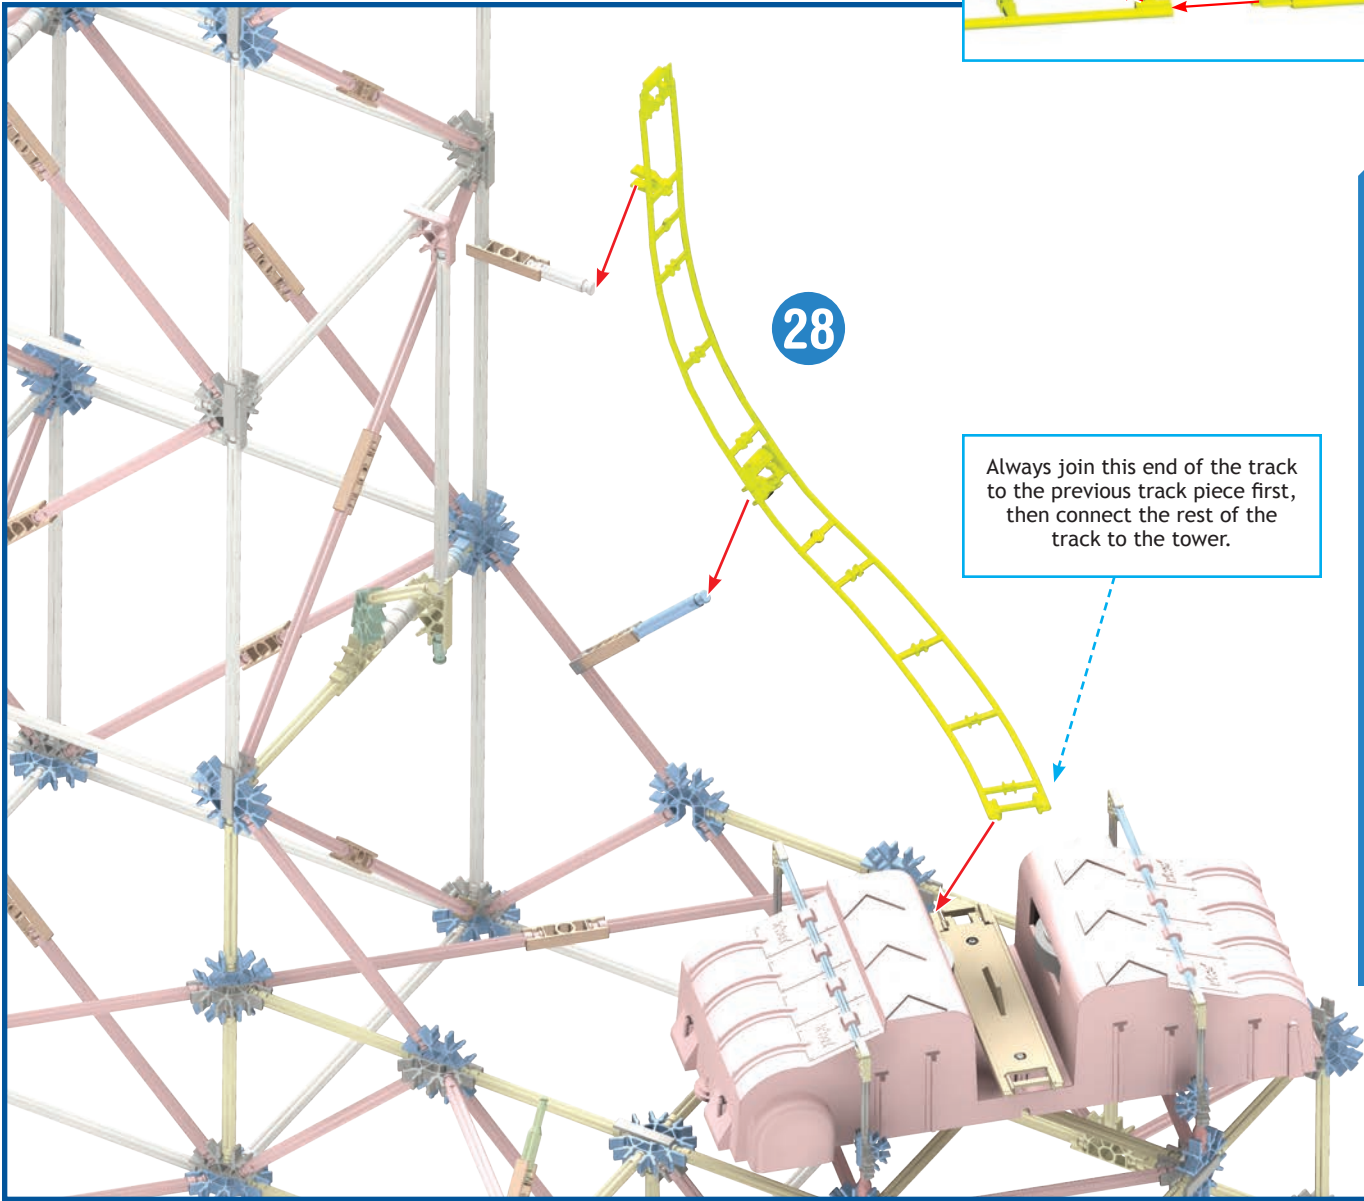 28
Always join this end of the track
to the previous track piece first,
then connect the rest of the
track to the tower.